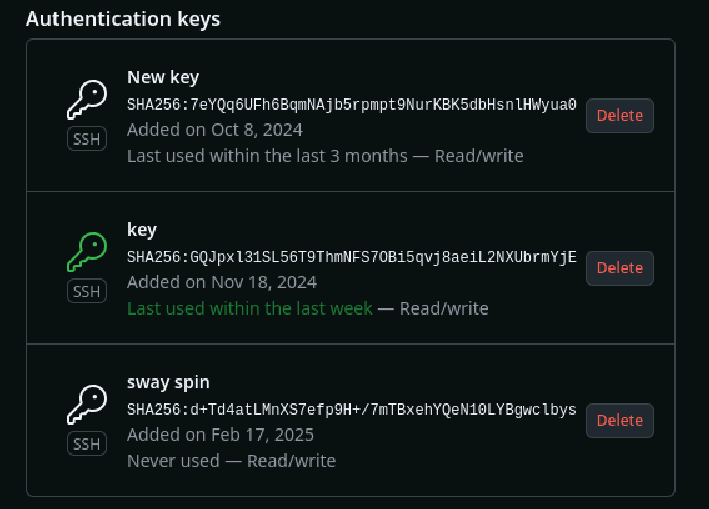 Authentication keys
New key
SHA256:7eYQq6UFh6BqmNAjb5rpmpt9NurKBK5dbHsnlHWyua0
Delete
SSH
Added on Oct 8, 2024
Last used within the last 3 months — Read/write
key
SHA256:GQJpxl31SL56T9ThmNFS7OBi5qvj8aeiL2NXUbrmYjE
Delete
SSH
Added on Nov 18, 2024
Last used within the last week — Read/write
sway spin
SHA256:d+Td4atLMnXS7efp9H+/7mTBxehYQeN10LYBgwclbys
Delete
SSH
Added on Feb 17, 2025
Never used — Read/write